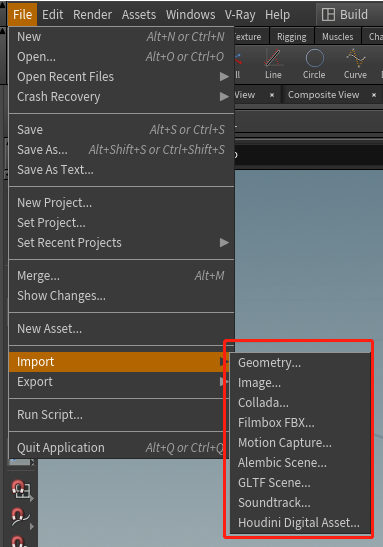 File Edit Render Assets Windows V-Ray Help Build
New Alt+N or Ctrl+N
Texture Rigging Muscles
Open... Alt+O or Ctrl+O
Open Recent Files
Line Circle Curve
Crash Recovery
View × Composite View ×
Save Alt+S or Ctrl+S
Save As... Alt+Shift+S or Ctrl+Shift+S
Save As Text...
New Project...
Set Project...
Set Recent Projects
Merge... Alt+M
Show Changes...
New Asset...
Import
Export
Run Script...
Quit Application Alt+Q or Ctrl+Q
Geometry...
Image...
Collada...
Filmbox FBX...
Motion Capture...
Alembic Scene...
GLTF Scene...
Soundtrack...
Houdini Digital Asset...